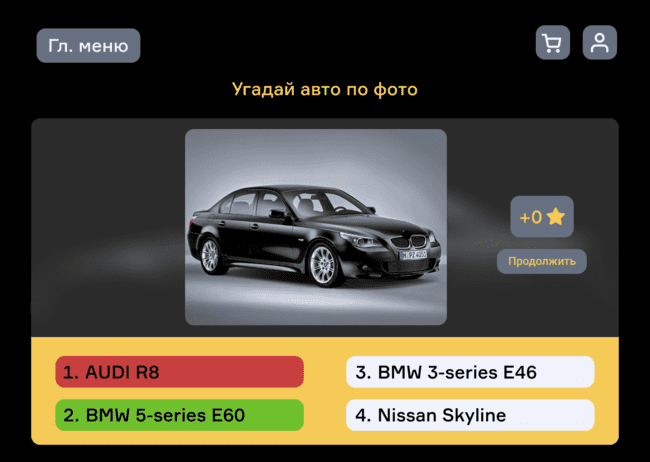 Гл. меню
Угадай авто по фото
+0
Продолжить
1. AUDI R8
2. BMW 5-series E60
3. BMW 3-series E46
4. Nissan Skyline